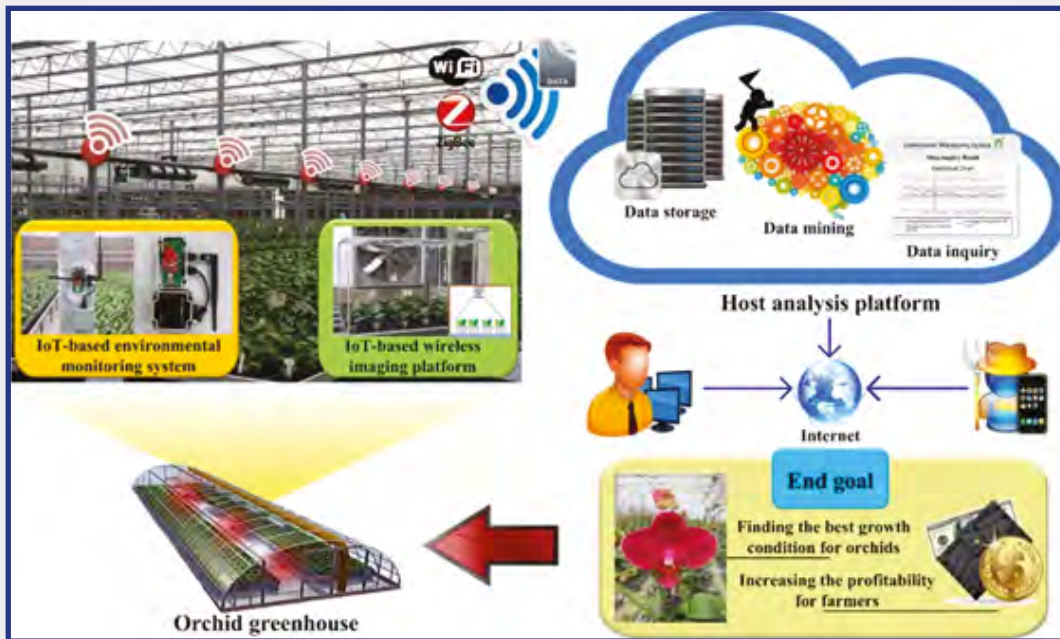 WiFi
ZigBee
DATA
Data storage
Data mining
Data inquiry
Host analysis platform
IoT-based environmental
monitoring system
IoT-based wireless
imaging platform
Internet
End goal
Finding the best growth
condition for orchids
Increasing the profitability
for farmers
Orchid greenhouse